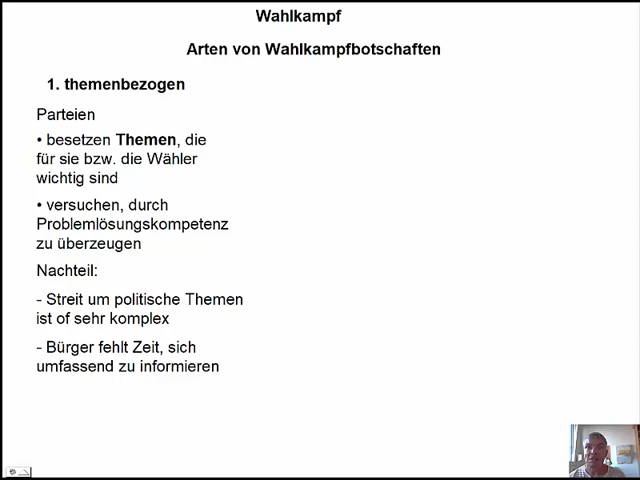 Wahlkampf
Arten von Wahlkampfbotschaften
1. themenbezogen
Parteien
• besetzen Themen, die
für sie bzw. die Wähler
wichtig sind
• versuchen, durch
Problemlösungskompetenz
zu überzeugen
Nachteil:
- Streit um politische Themen
ist of sehr komplex
- Bürger fehlt Zeit, sich
umfassend zu informieren